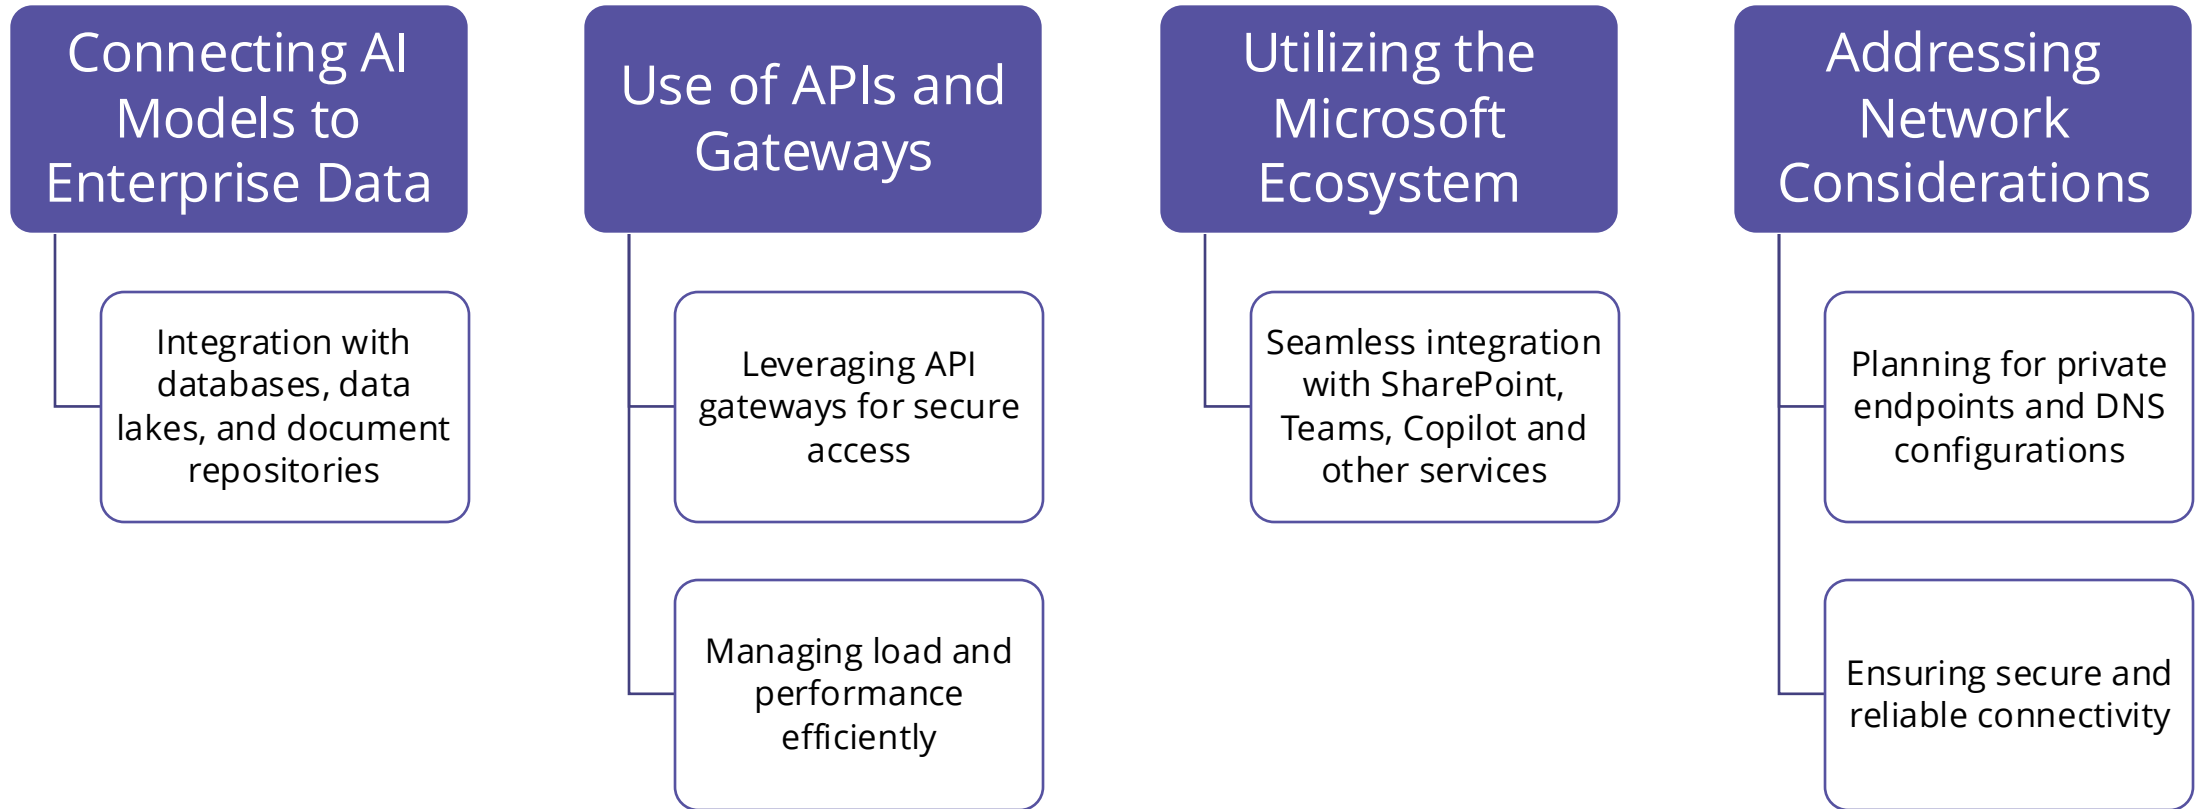 Connecting AI
Models to
Enterprise Data
Integration with
databases, data
lakes, and document
repositories
Use of APIs and
Gateways
Leveraging API
gateways for secure
access
Managing load and
performance
efficiently
Utilizing the
Microsoft
Ecosystem
Seamless integration
with SharePoint,
Teams, Copilot and
other services
Addressing
Network
Considerations
Planning for private
endpoints and DNS
configurations
Ensuring secure and
reliable connectivity